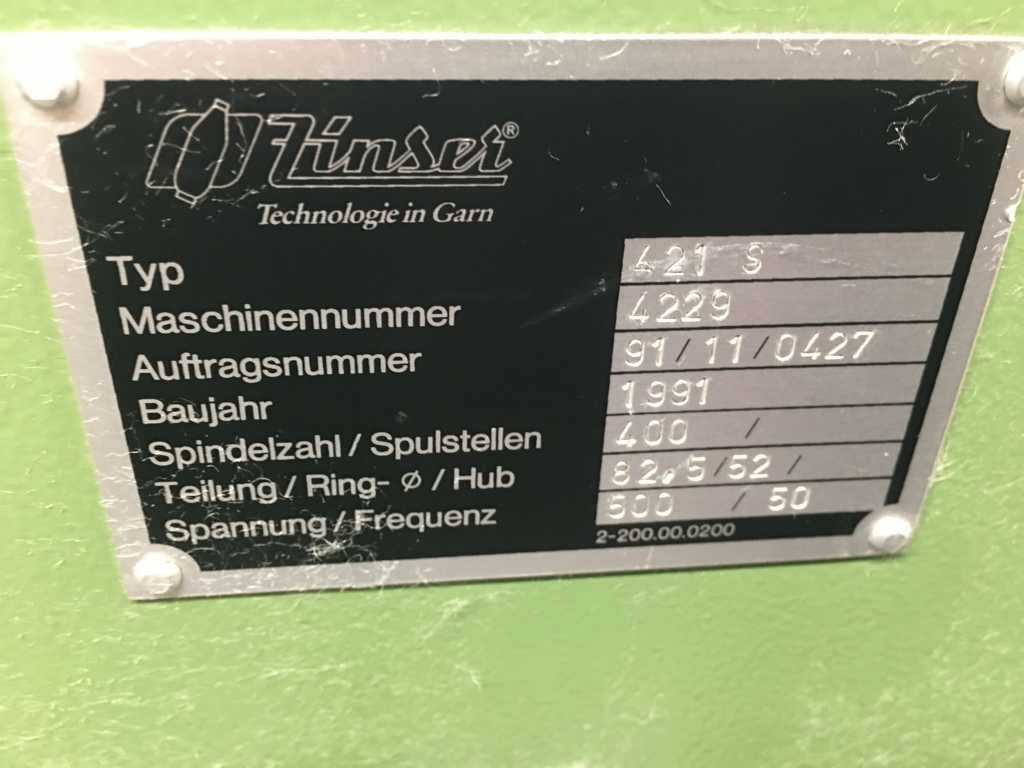 Zinser®
Technologie in Garn
Typ 421 S
Maschinennummer 4229
Auftragsnummer 91/11/0427
Baujahr 1991
Spindelzahl / Spulstellen 400 /
Teilung / Ring- Ø / Hub 82.5/52 /
Spannung / Frequenz 500 / 50
2-200.00.0200